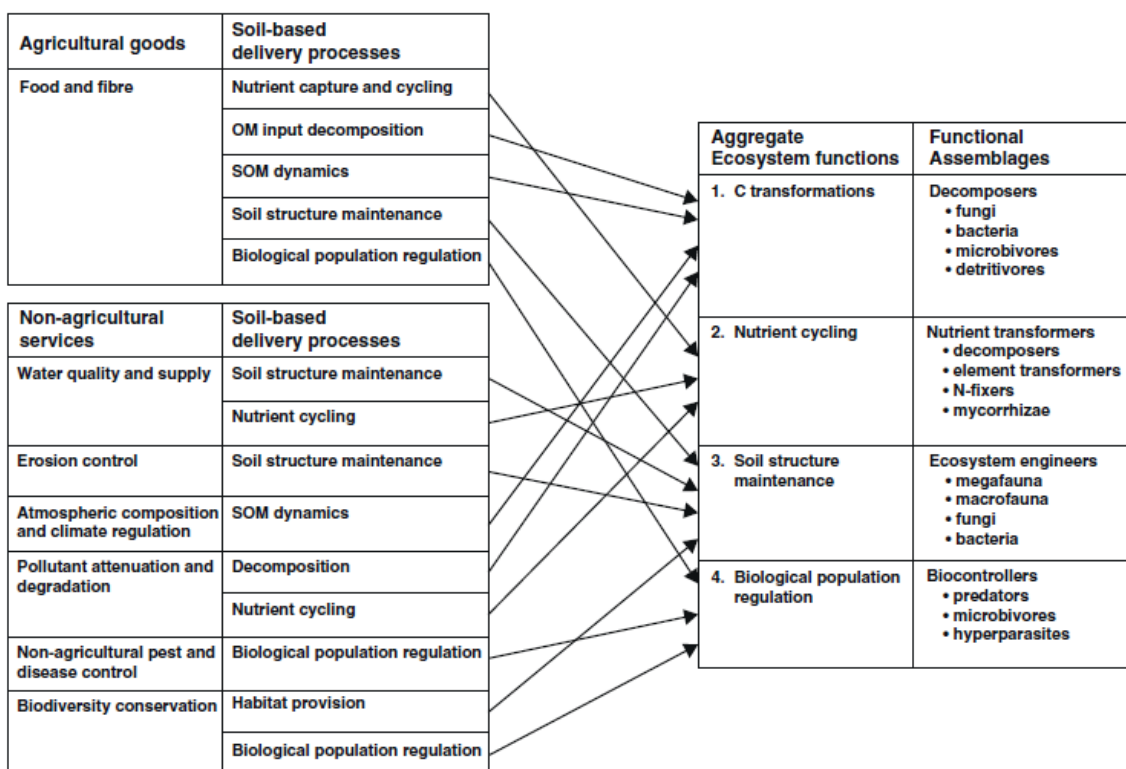 Agricultural goods
Soil-based
delivery processes
Food and fibre
Nutrient capture and cycling
OM input decomposition
SOM dynamics
Soil structure maintenance
Biological population regulation
Non-agricultural
services
Soil-based
delivery processes
Water quality and supply
Soil structure maintenance
Nutrient cycling
Erosion control
Soil structure maintenance
Atmospheric composition
and climate regulation
SOM dynamics
Pollutant attenuation and
degradation
Decomposition
Nutrient cycling
Non-agricultural pest and
disease control
Biological population regulation
Biodiversity conservation
Habitat provision
Biological population regulation
Aggregate
Ecosystem functions
Functional
Assemblages
1. C transformations
Decomposers
• fungi
• bacteria
• microbivores
• detritivores
2. Nutrient cycling
Nutrient transformers
• decomposers
• element transformers
• N-fixers
• mycorrhizae
3. Soil structure
maintenance
Ecosystem engineers
• megafauna
• macrofauna
• fungi
• bacteria
4. Biological population
regulation
Biocontrollers
• predators
• microbivores
• hyperparasites